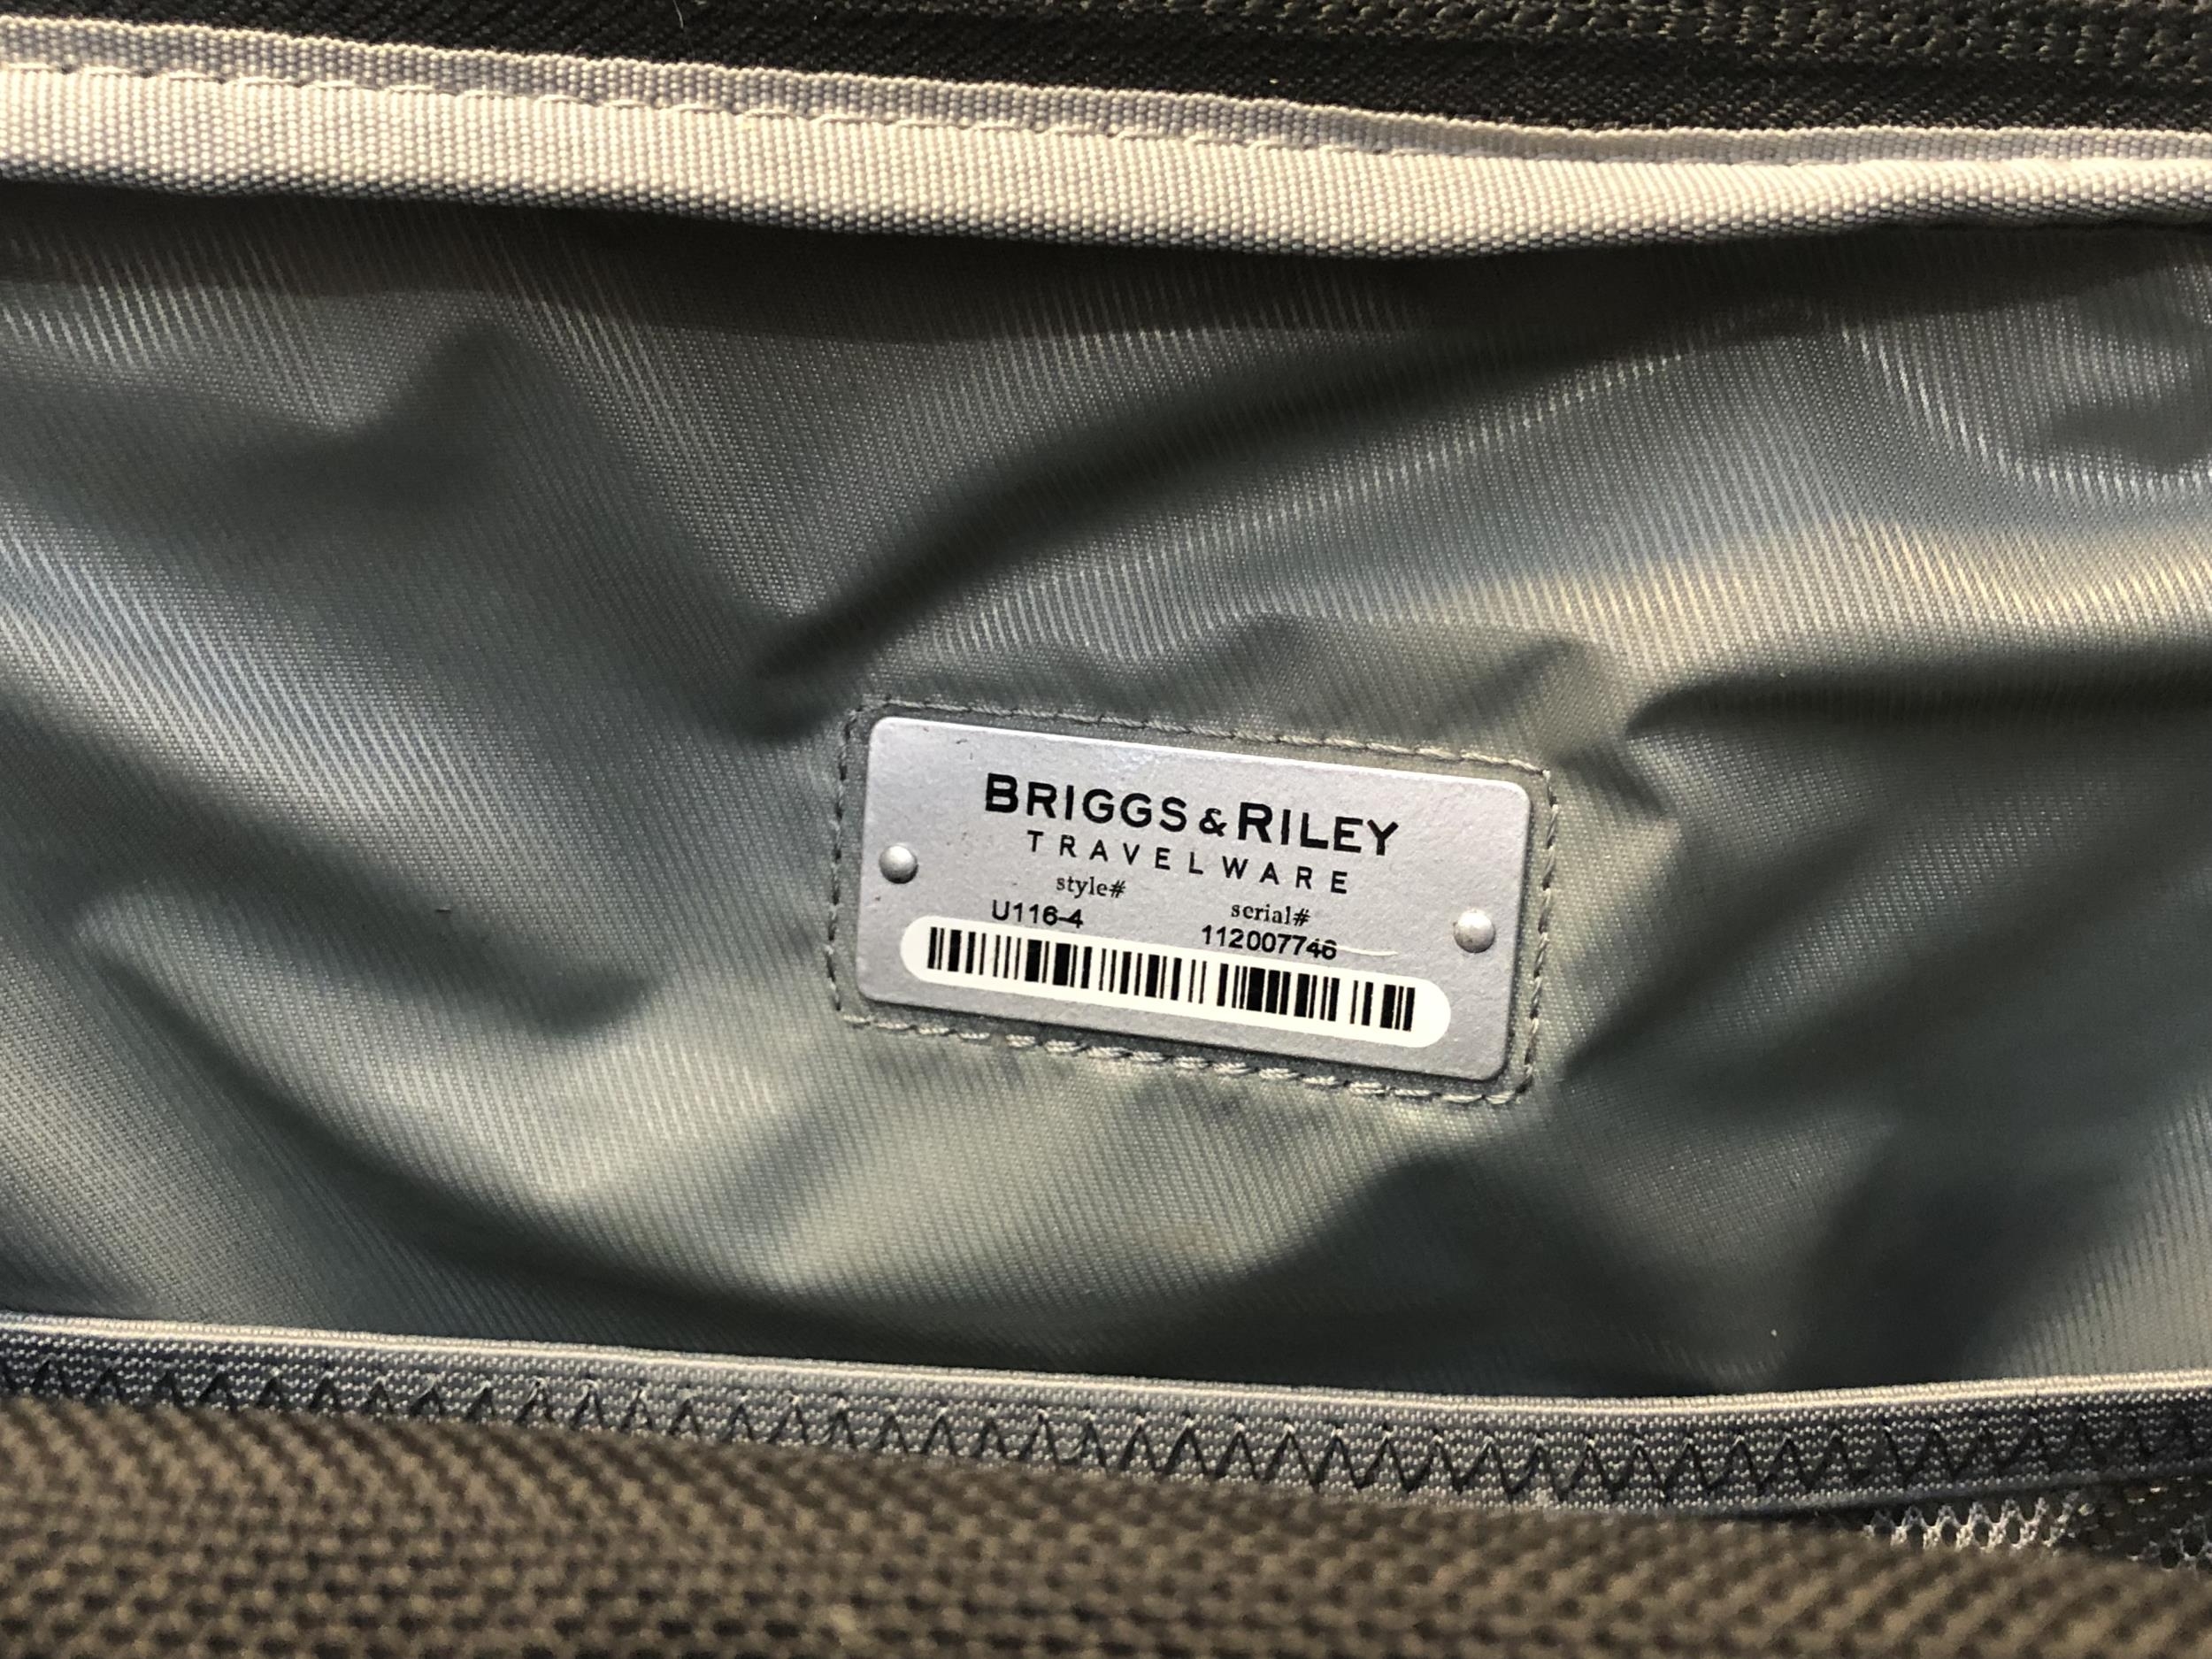 BRIGGS & RILEY
TRAVELWARE
style# serial#
U116-4 112007746